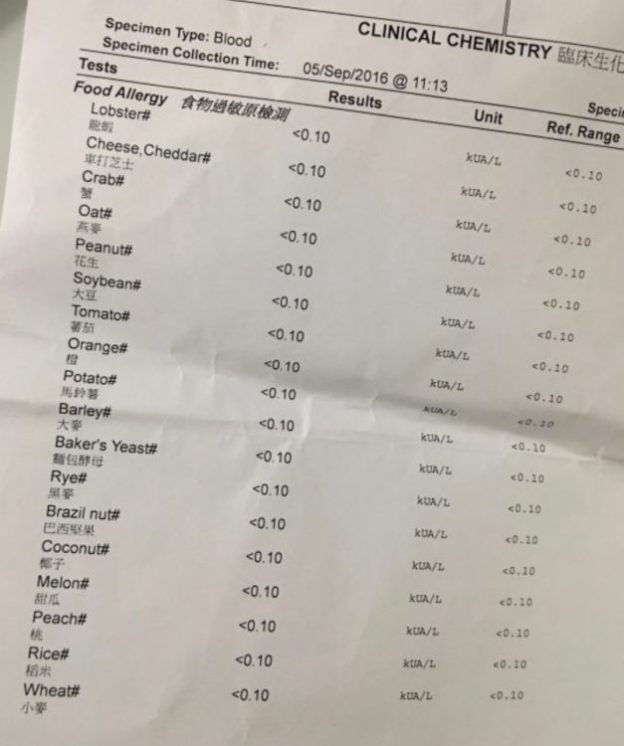 CLINICAL CHEMISTRY 臨床生化
Specimen Type: Blood
Specimen Collection Time: 05/Sep/2016 @ 11:13
Tests Results Unit Ref. Range
Food Allergy 食物過敏原檢測
Lobster# <0.10 kUA/L <0.10
龍蝦
Cheese,Cheddar# <0.10 kUA/L <0.10
車打芝士
Crab# <0.10 kUA/L <0.10
蟹
Oat# <0.10 kUA/L <0.10
燕麥
Peanut# <0.10 kUA/L <0.10
花生
Soybean# <0.10 kUA/L <0.10
大豆
Tomato# <0.10 kUA/L <0.10
蕃茄
Orange# <0.10 kUA/L <0.10
橙
Potato# <0.10 kUA/L <0.10
馬鈴薯
Barley# <0.10 kUA/L <0.10
大麥
Baker's Yeast# <0.10 kUA/L <0.10
麵包酵母
Rye# <0.10 kUA/L <0.10
黑麥
Brazil nut# <0.10 kUA/L <0.10
巴西堅果
Coconut# <0.10 kUA/L <0.10
椰子
Melon# <0.10 kUA/L <0.10
甜瓜
Peach# <0.10 kUA/L <0.10
桃
Rice# <0.10 kUA/L <0.10
稻米
Wheat# <0.10 kUA/L <0.10
小麥